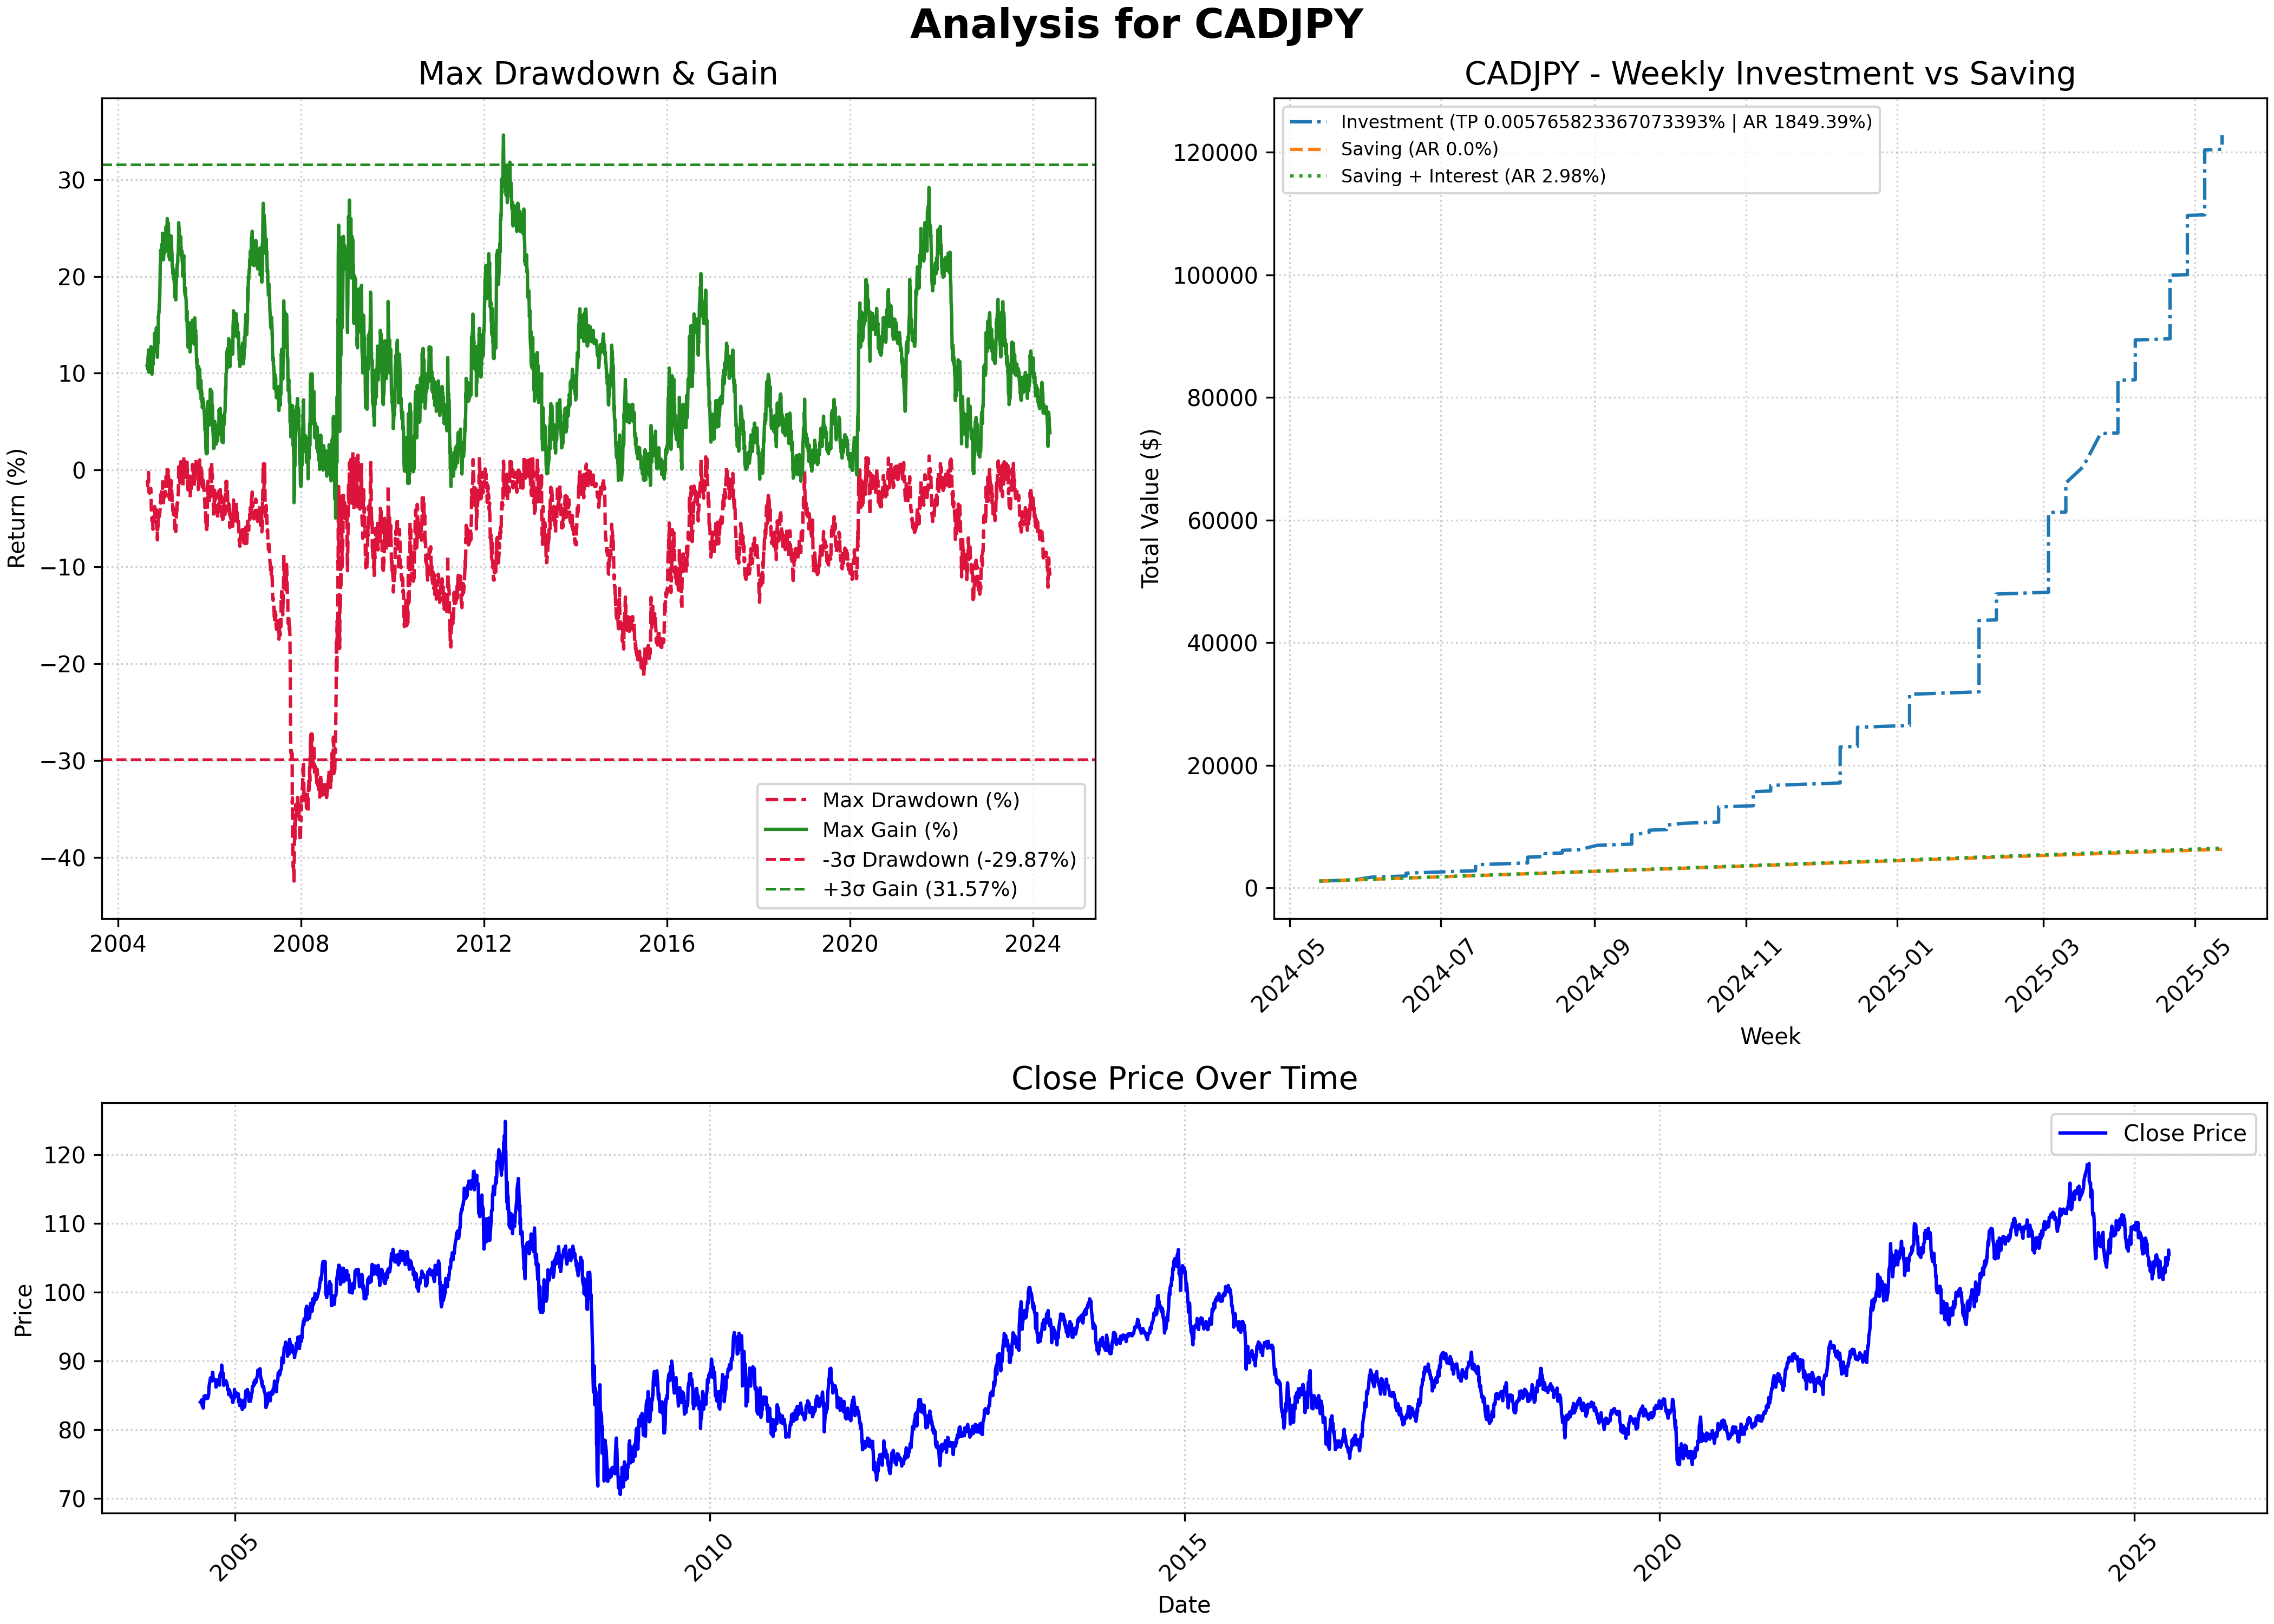 Analysis for CADJPY
Max Drawdown & Gain
Return (%)
30
20
10
0
−10
−20
−30
−40
2004
2008
2012
2016
2020
2024
Max Drawdown (%)
Max Gain (%)
-3σ Drawdown (-29.87%)
+3σ Gain (31.57%)
CADJPY - Weekly Investment vs Saving
Investment (TP 0.005765823367073393% | AR 1849.39%)
Saving (AR 0.0%)
Saving + Interest (AR 2.98%)
Total Value ($)
120000
100000
80000
60000
40000
20000
0
2024-05
2024-07
2024-09
2024-11
2025-01
2025-03
2025-05
Week
Close Price Over Time
Close Price
Price
120
110
100
90
80
70
2005
2010
2015
2020
2025
Date